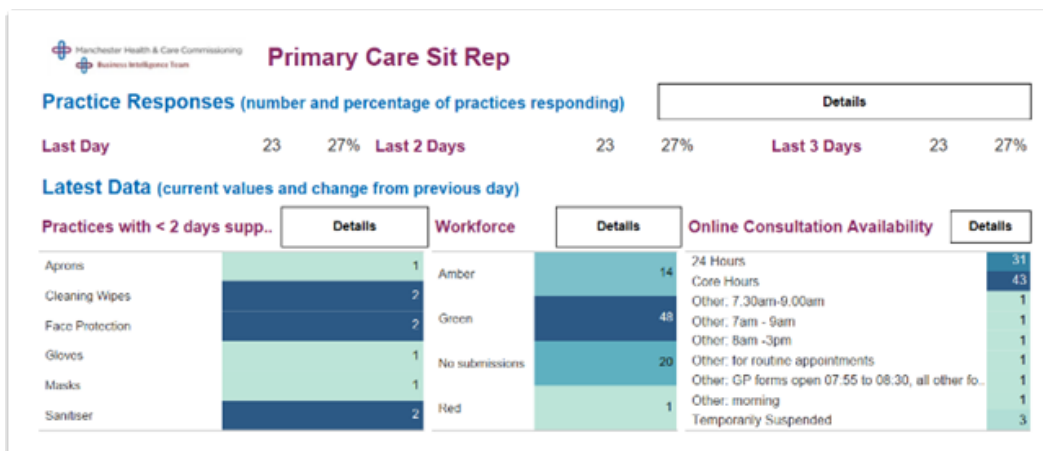 Manchester Health & Care Commissioning
Business Intelligence Team
Primary Care Sit Rep
Practice Responses (number and percentage of practices responding)
Details
Last Day 23 27% Last 2 Days 23 27% Last 3 Days 23 27%
Latest Data (current values and change from previous day)
Practices with < 2 days supp..
Details
Aprons 1
Cleaning Wipes 2
Face Protection 2
Gloves 1
Masks 1
Sanitiser 2
Workforce
Details
Amber 14
Green 48
No submissions 20
Red 1
Online Consultation Availability
Details
24 Hours 31
Core Hours 43
Other: 7.30am-9.00am 1
Other: 7am - 9am 1
Other: 8am -3pm 1
Other: for routine appointments 1
Other: GP forms open 07:55 to 08:30, all other fo.. 1
Other: morning 1
Temporarily Suspended 3